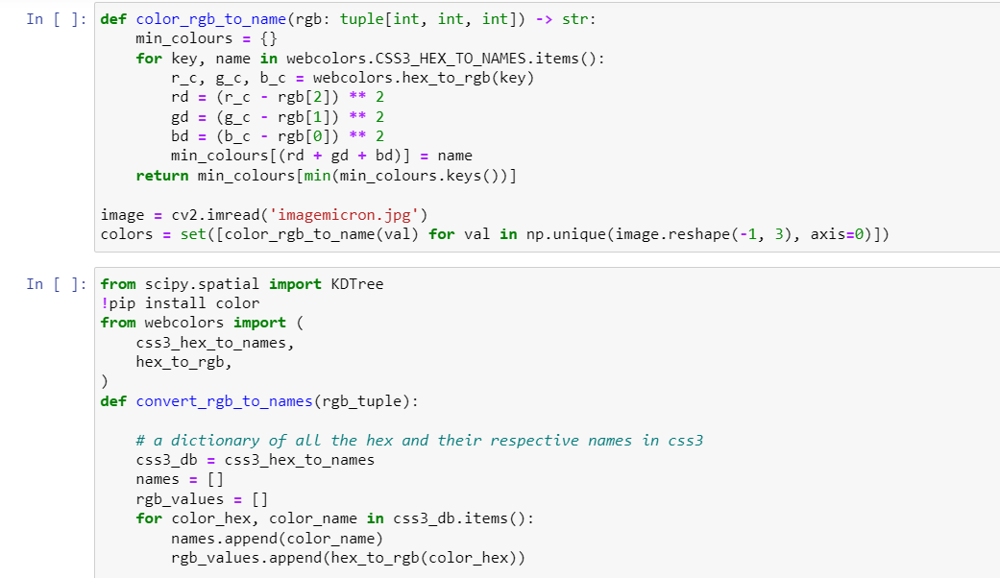 In [ ]: def color_rgb_to_name(rgb: tuple[int, int, int]) -> str:
    min_colours = {}
    for key, name in webcolors.CSS3_HEX_TO_NAMES.items():
        r_c, g_c, b_c = webcolors.hex_to_rgb(key)
        rd = (r_c - rgb[2]) ** 2
        gd = (g_c - rgb[1]) ** 2
        bd = (b_c - rgb[0]) ** 2
        min_colours[(rd + gd + bd)] = name
    return min_colours[min(min_colours.keys())]

image = cv2.imread('imagemicron.jpg')
colors = set([color_rgb_to_name(val) for val in np.unique(image.reshape(-1, 3), axis=0)])

In [ ]: from scipy.spatial import KDTree
!pip install color
from webcolors import (
    css3_hex_to_names,
    hex_to_rgb,
)
def convert_rgb_to_names(rgb_tuple):

    # a dictionary of all the hex and their respective names in css3
    css3_db = css3_hex_to_names
    names = []
    rgb_values = []
    for color_hex, color_name in css3_db.items():
        names.append(color_name)
        rgb_values.append(hex_to_rgb(color_hex))